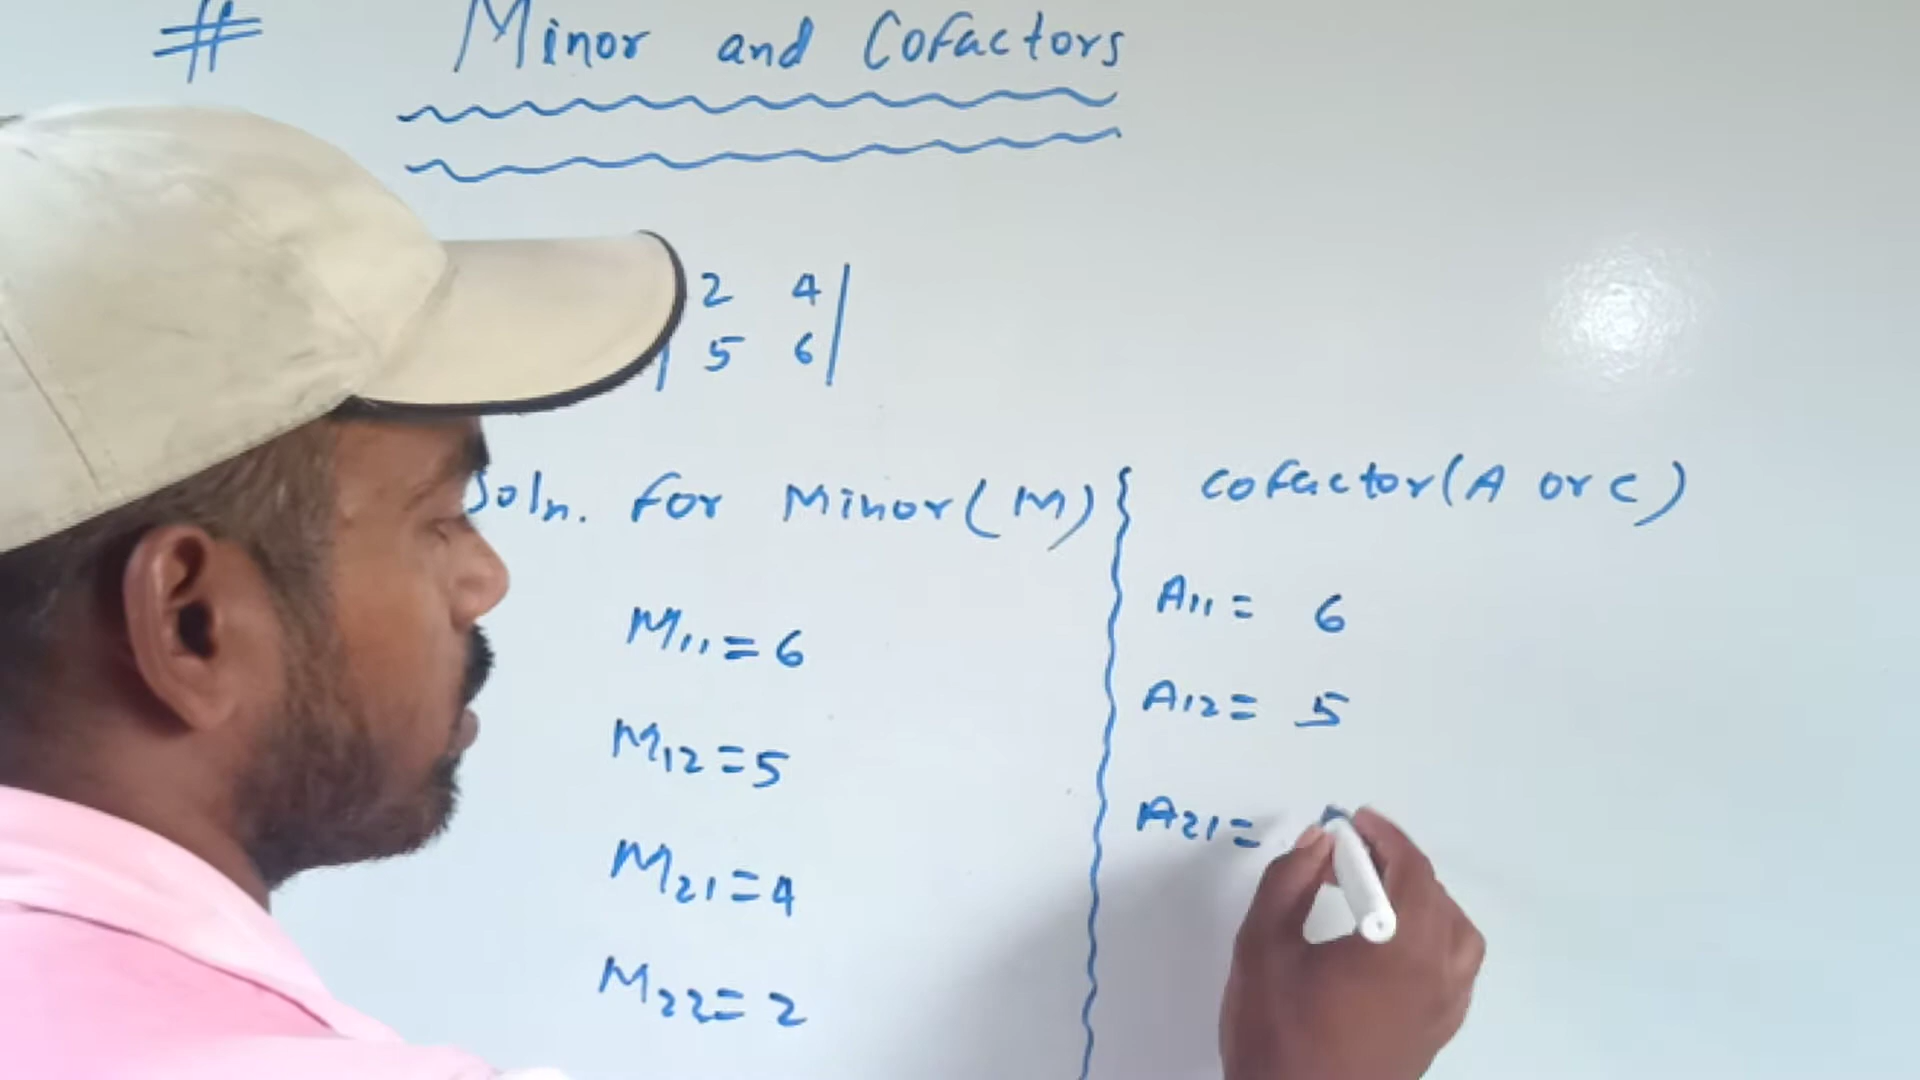 # Minor and Cofactors
2 4
5 6
Soln. For Minor (M)
M11 = 6
M12 = 5
M21 = 4
M22 = 2
cofactor (A or C)
A11 = 6
A12 = 5
A21 =